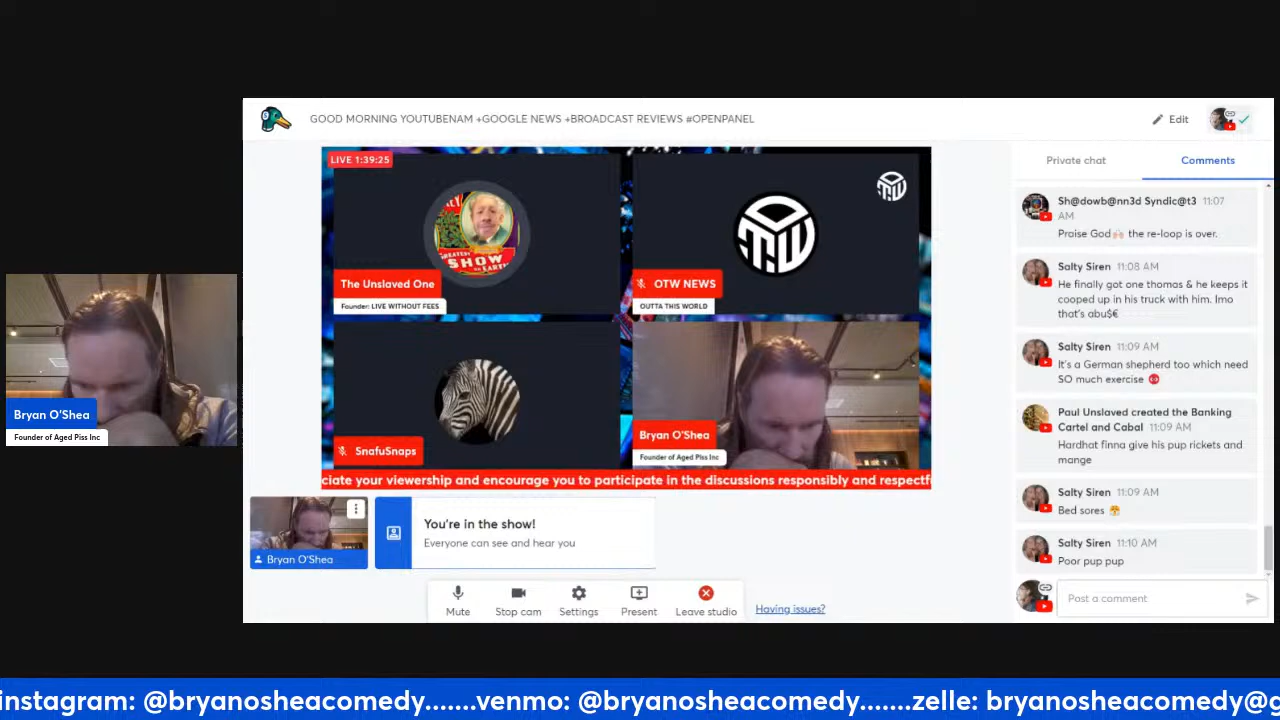 GOOD MORNING YOUTUBENAM +GOOGLE NEWS +BROADCAST REVIEWS #OPENPANEL
Edit
LIVE 1:39:25
GREATEST
SHOW
The Unslaved One
Founder: LIVE WITHOUT FEES
OTW NEWS
OUTTA THIS WORLD
SnafuSnaps
Bryan O'Shea
Founder of Aged Piss Inc
ciate your viewership and encourage you to participate in the discussions responsibly and respectf
Bryan O'Shea
Founder of Aged Piss Inc
Bryan O'Shea
You're in the show!
Everyone can see and hear you
Mute
Stop cam
Settings
Present
Leave studio
Having issues?
Private chat
Comments
Sh@dowb@nn3d Syndic@t3 11:07
AM
Praise God🙌🏻 the re-loop is over.
Salty Siren 11:08 AM
He finally got one thomas & he keeps it
cooped up in his truck with him. Imo
that's abu$€
Salty Siren 11:09 AM
It's a German shepherd too which need
SO much exercise
Paul Unslaved created the Banking
Cartel and Cabal 11:09 AM
Hardhat finna give his pup rickets and
mange
Salty Siren 11:09 AM
Bed sores 😤
Salty Siren 11:10 AM
Poor pup pup
Post a comment
instagram: @bryanosheacomedy.......venmo: @bryanosheacomedy.......zelle: bryanosheacomedy@g